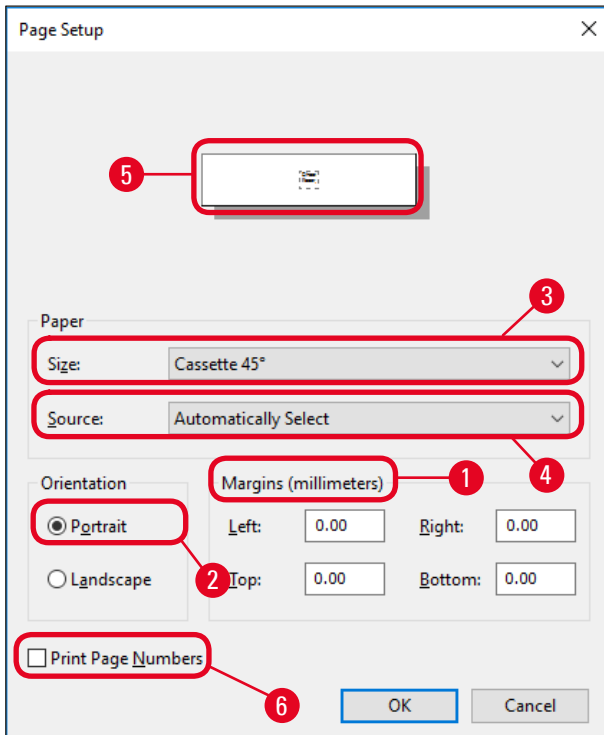 Page Setup
5
3
Paper
Size: Cassette 45°
Source: Automatically Select
4
Orientation
Margins (millimeters)
1
Portrait
Left: 0.00 Right: 0.00
2
Landscape
Top: 0.00 Bottom: 0.00
Print Page Numbers
6
OK Cancel